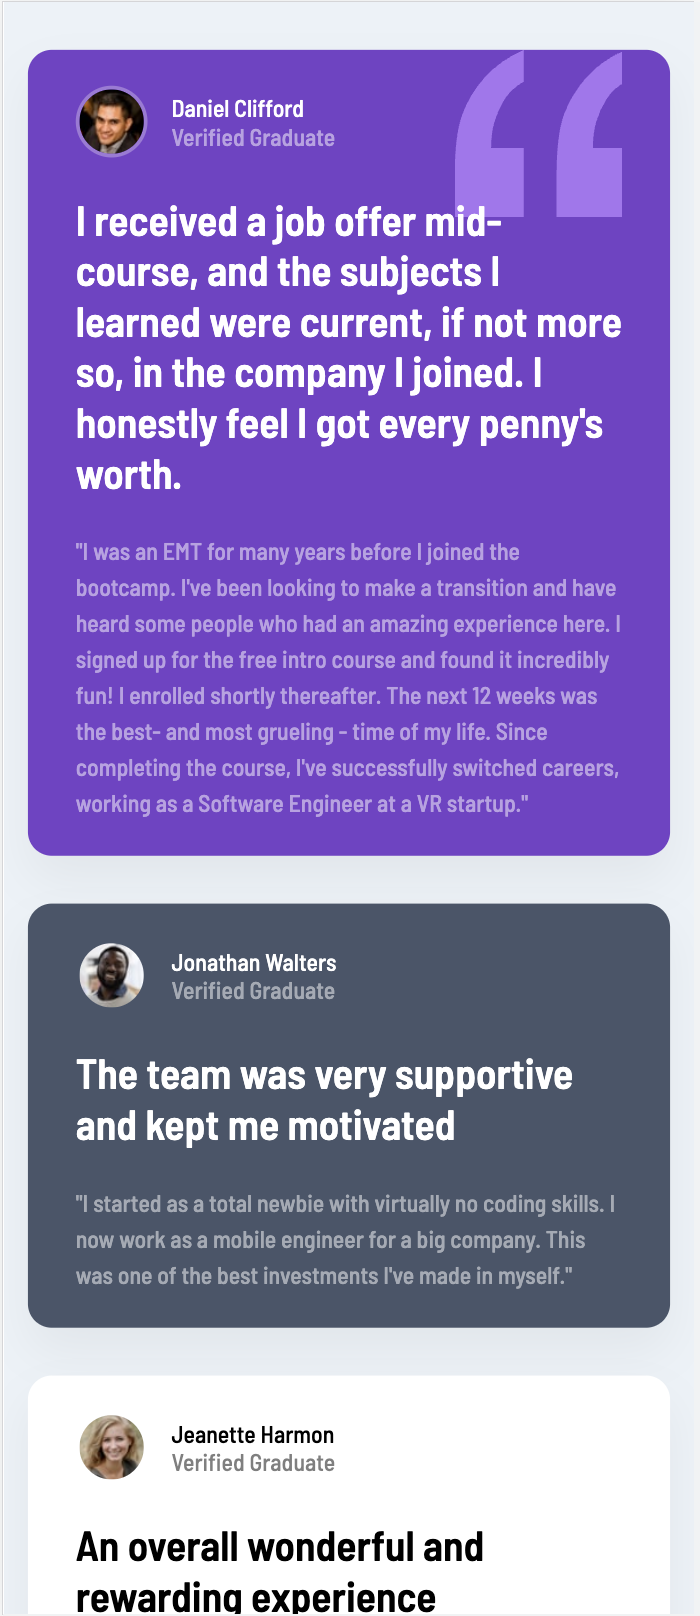 Daniel Clifford
Verified Graduate
I received a job offer mid-
course, and the subjects I
learned were current, if not more
so, in the company I joined. I
honestly feel I got every penny's
worth.
"I was an EMT for many years before I joined the
bootcamp. I've been looking to make a transition and have
heard some people who had an amazing experience here. I
signed up for the free intro course and found it incredibly
fun! I enrolled shortly thereafter. The next 12 weeks was
the best- and most grueling - time of my life. Since
completing the course, I've successfully switched careers,
working as a Software Engineer at a VR startup."
Jonathan Walters
Verified Graduate
The team was very supportive
and kept me motivated
"I started as a total newbie with virtually no coding skills. I
now work as a mobile engineer for a big company. This
was one of the best investments I've made in myself."
Jeanette Harmon
Verified Graduate
An overall wonderful and
rewarding experience